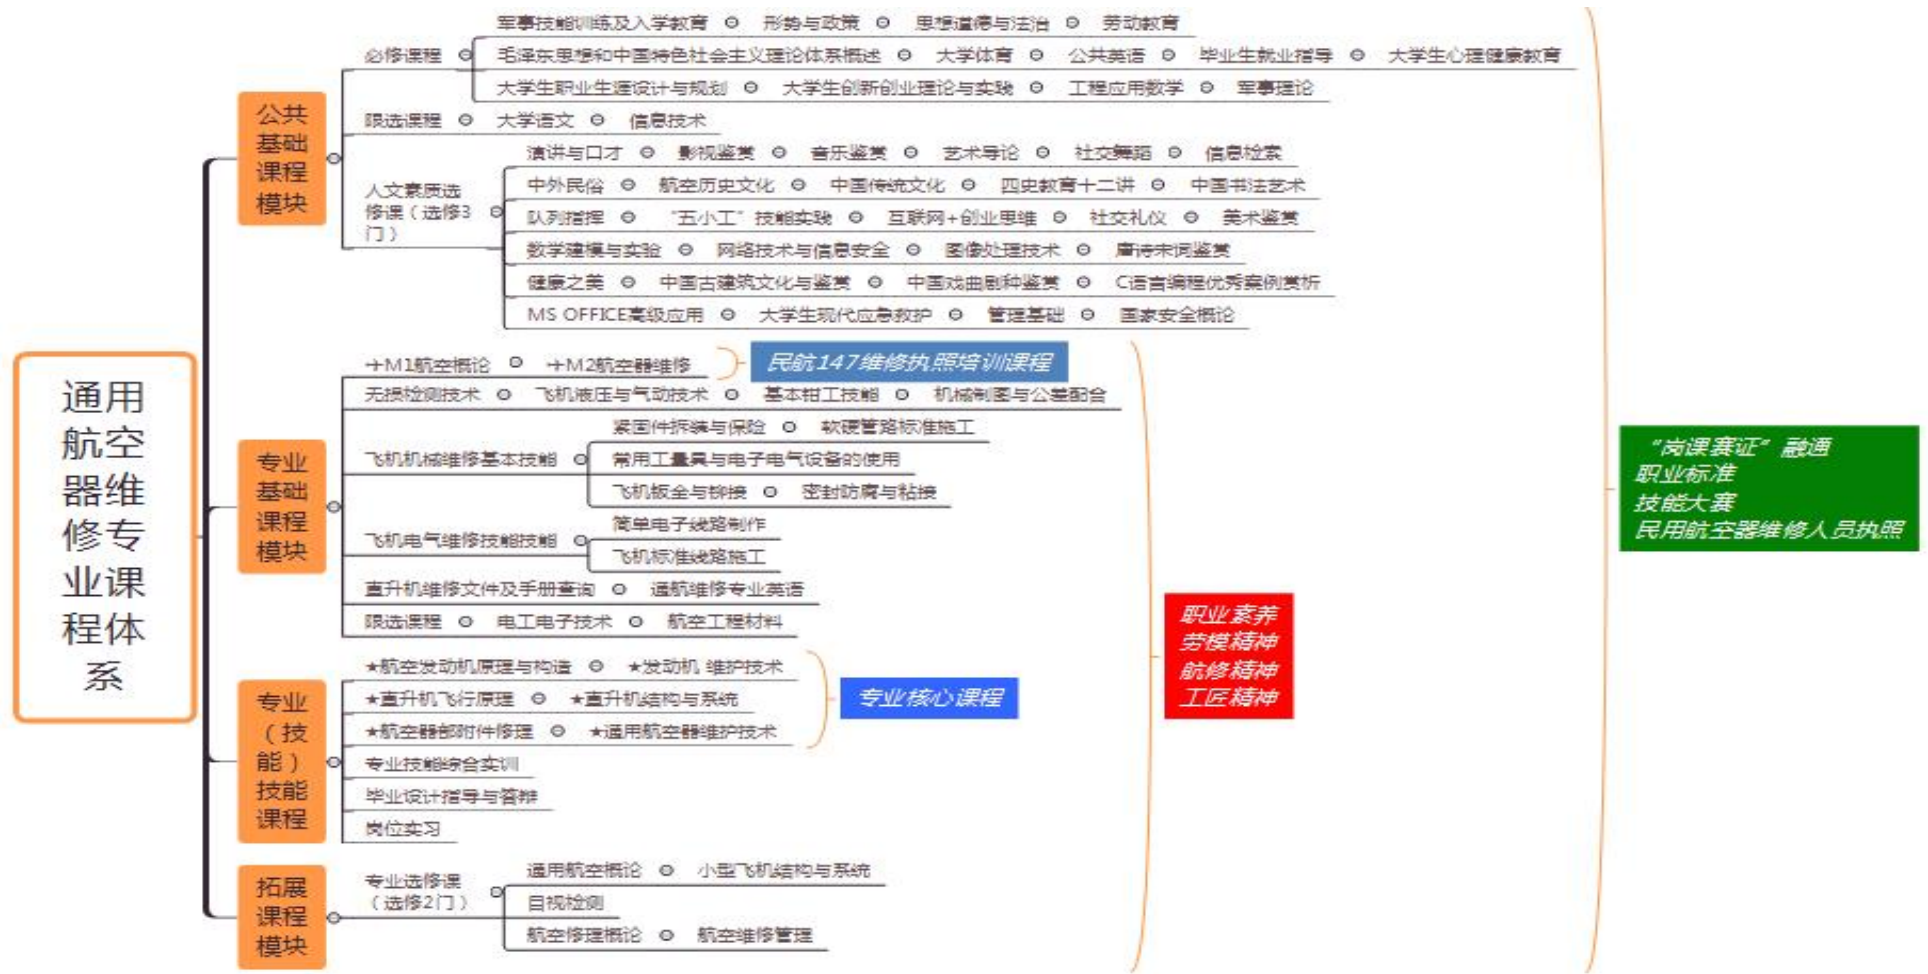 通用
航空
器维
修专
业课
程体
系
公共
基础
课程
模块
必修课程
军事技能训练及入学教育 形势与政策 思想道德与法治 劳动教育
毛泽东思想和中国特色社会主义理论体系概述 大学体育 公共英语 毕业生就业指导 大学生心理健康教育
大学生职业生涯设计与规划 大学生创新创业理论与实践 工程应用数学 军事理论
限选课程 大学语文 信息技术
人文素质选
修课（选修3
门）
演讲与口才 影视鉴赏 音乐鉴赏 艺术导论 社交舞蹈 信息检索
中外民俗 航空历史文化 中国传统文化 四史教育十二讲 中国书法艺术
队列指挥 “五小工”技能实践 互联网+创业思维 社交礼仪 美术鉴赏
数学建模与实验 网络技术与信息安全 图像处理技术 唐诗宋词鉴赏
健康之美 中国古建筑文化与鉴赏 中国戏曲剧种鉴赏 C语言编程优秀案例赏析
MS OFFICE高级应用 大学生现代应急救护 管理基础 国家安全概论
专业
基础
课程
模块
✈M1航空概论 ✈M2航空器维修
民航147维修执照培训课程
无损检测技术 飞机液压与气动技术 基本钳工技能 机械制图与公差配合
飞机机械维修基本技能
紧固件拆装与保险 软硬管路标准施工
常用工量具与电子电气设备的使用
飞机钣金与铆接 密封防腐与粘接
飞机电气维修技能技能
简单电子线路制作
飞机标准线路施工
直升机维修文件及手册查询 通航维修专业英语
限选课程 电工电子技术 航空工程材料
专业
（技
能）
技能
课程
★航空发动机原理与构造 ★发动机 维护技术
★直升机飞行原理 ★直升机结构与系统
★航空器部附件修理 ★通用航空器维护技术
专业核心课程
专业技能综合实训
毕业设计指导与答辩
岗位实习
拓展
课程
模块
专业选修课
（选修2门）
通用航空概论 小型飞机结构与系统
目视检测
航空修理概论 航空维修管理
职业素养
劳模精神
航修精神
工匠精神
“岗课赛证”融通
职业标准
技能大赛
民用航空器维修人员执照